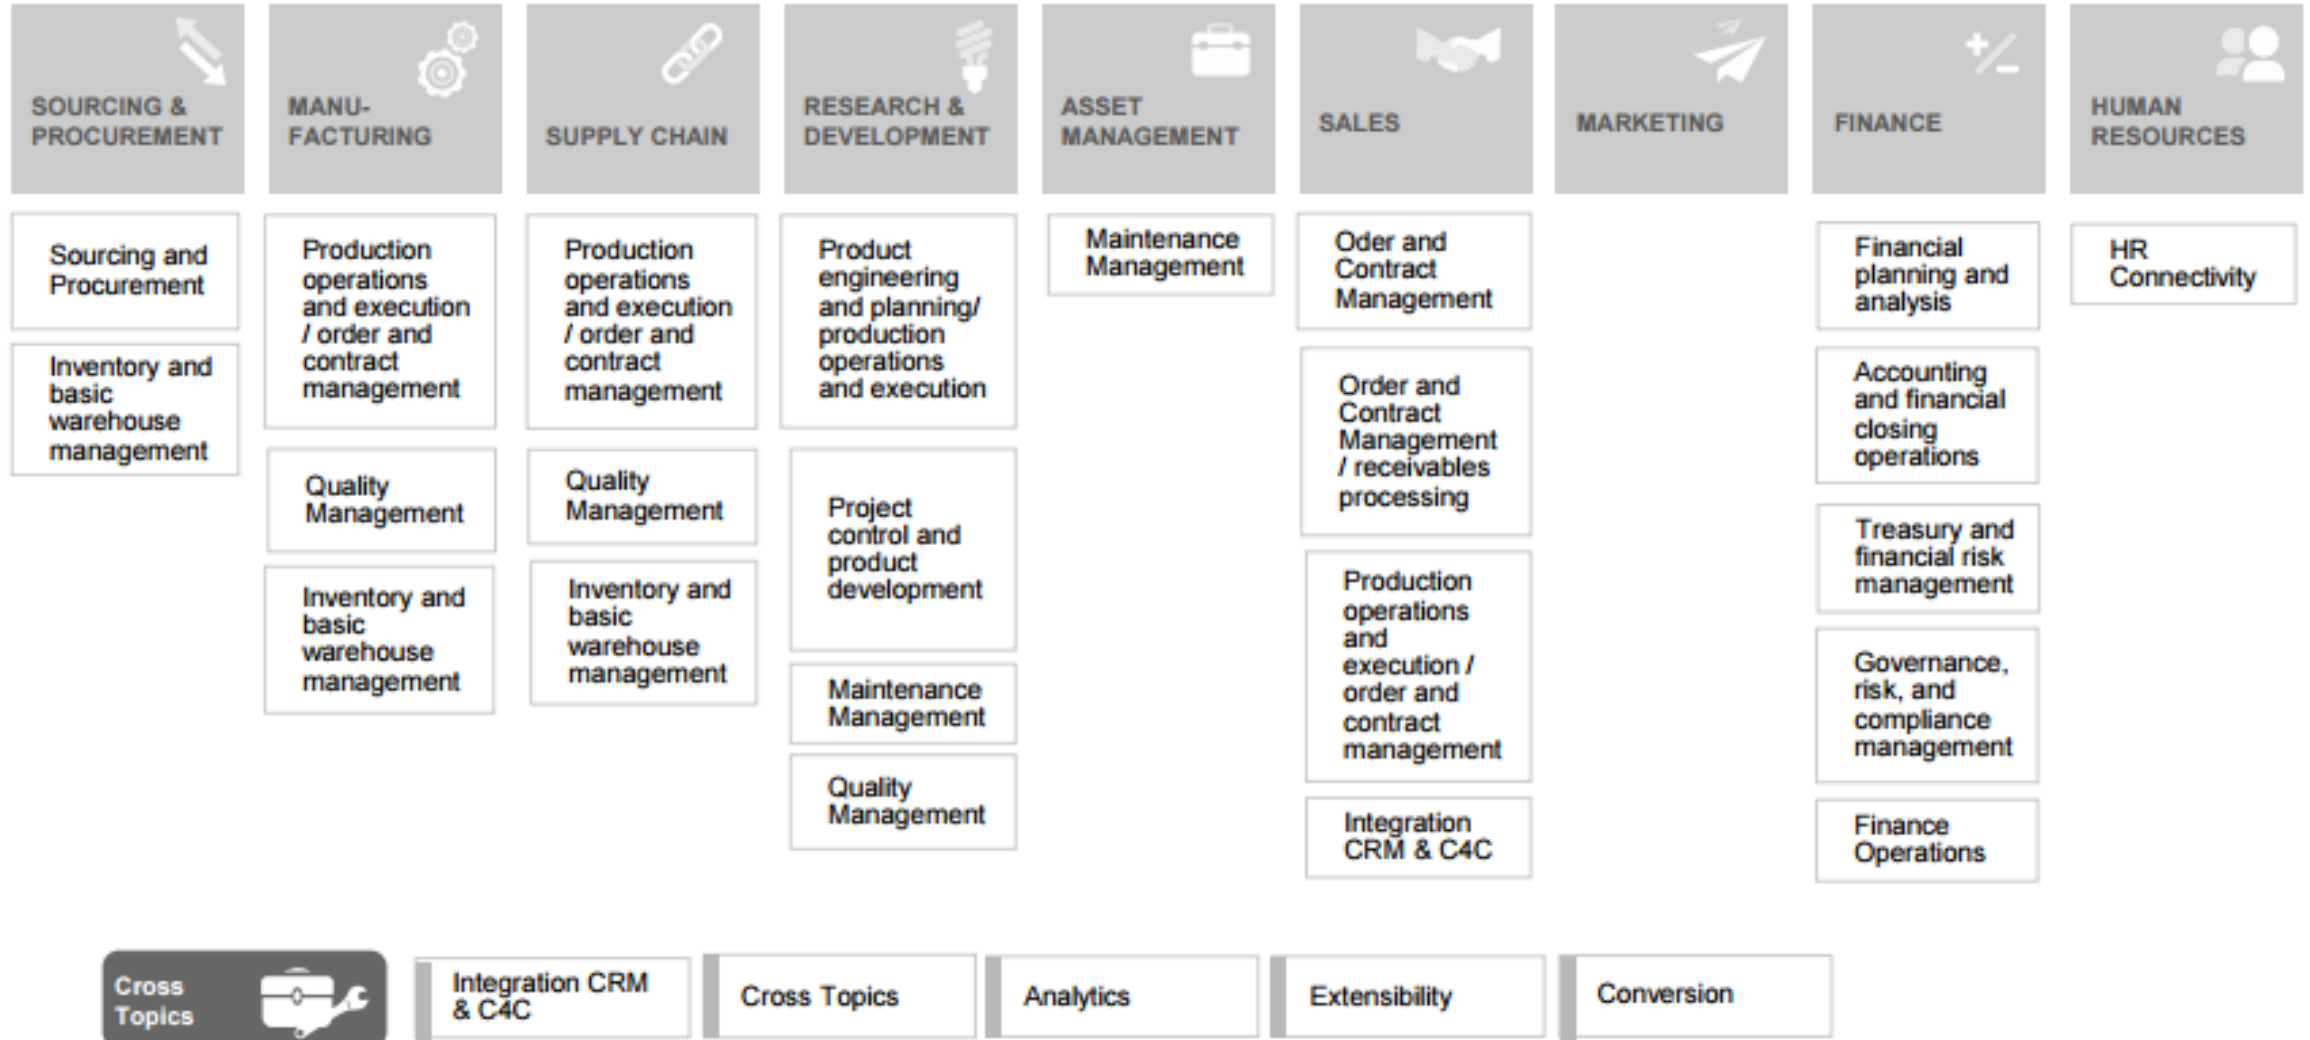 SOURCING &
PROCUREMENT
MANU-
FACTURING
SUPPLY CHAIN
RESEARCH &
DEVELOPMENT
ASSET
MANAGEMENT
SALES
MARKETING
FINANCE
HUMAN
RESOURCES
Sourcing and
Procurement
Inventory and
basic
warehouse
management
Production
operations
and execution
/ order and
contract
management
Quality
Management
Inventory and
basic
warehouse
management
Production
operations
and execution
/ order and
contract
management
Quality
Management
Inventory and
basic
warehouse
management
Product
engineering
and planning/
production
operations
and execution
Project
control and
product
development
Maintenance
Management
Quality
Management
Maintenance
Management
Oder and
Contract
Management
Order and
Contract
Management
/ receivables
processing
Production
operations
and
execution /
order and
contract
management
Integration
CRM & C4C
Financial
planning and
analysis
Accounting
and financial
closing
operations
Treasury and
financial risk
management
Governance,
risk, and
compliance
management
Finance
Operations
HR
Connectivity
Cross
Topics
Integration CRM
& C4C
Cross Topics
Analytics
Extensibility
Conversion